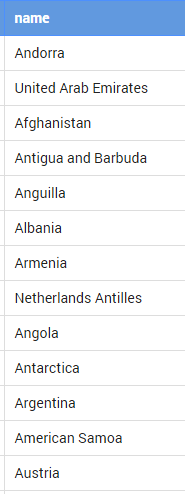 name
Andorra
United Arab Emirates
Afghanistan
Antigua and Barbuda
Anguilla
Albania
Armenia
Netherlands Antilles
Angola
Antarctica
Argentina
American Samoa
Austria